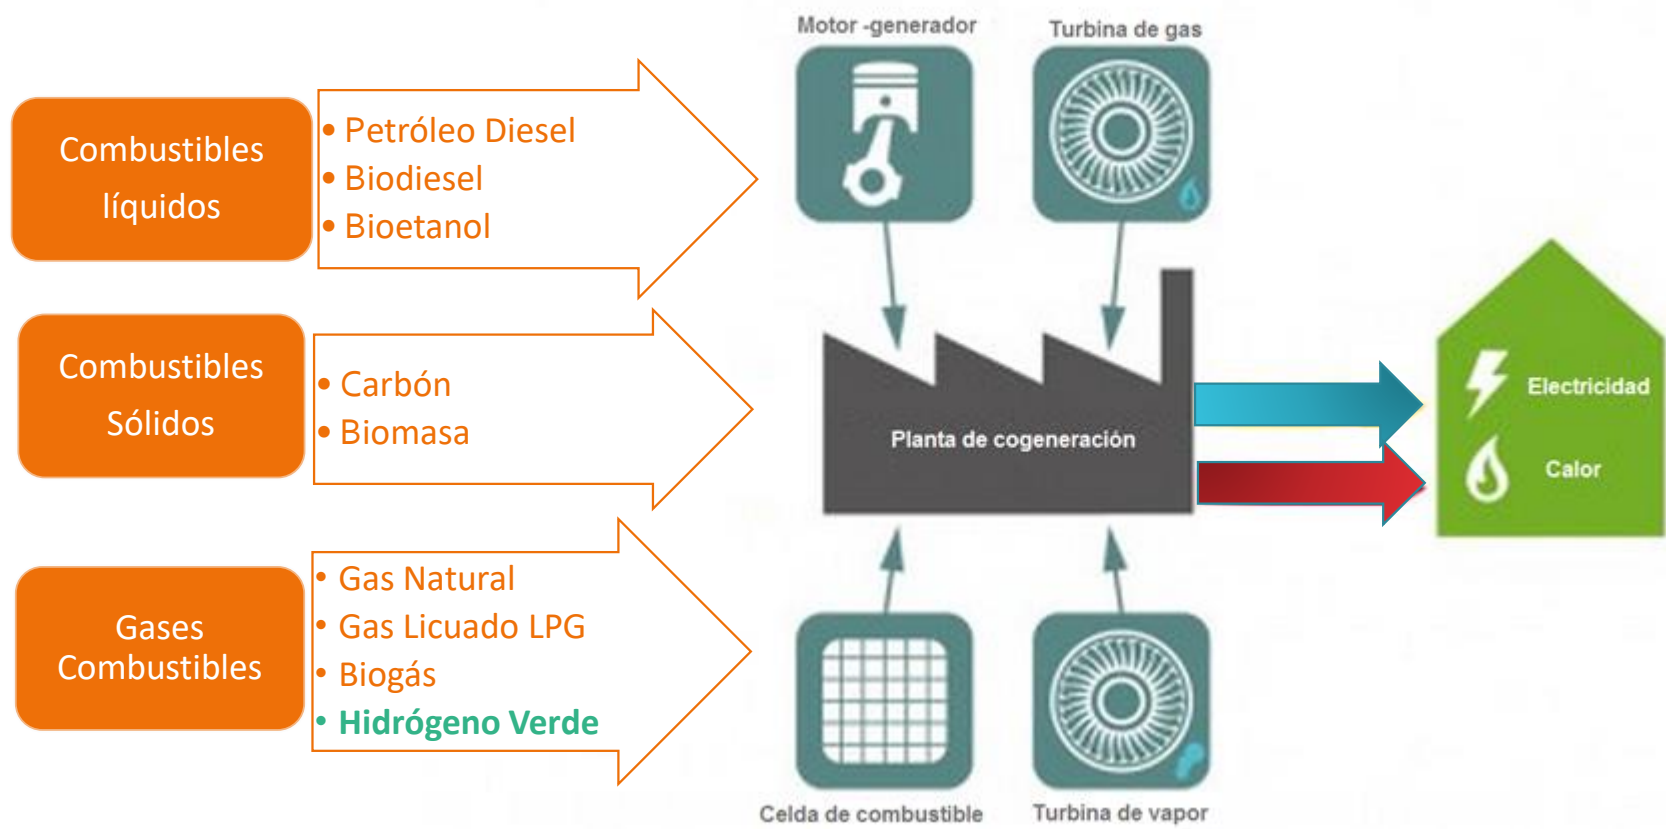 Combustibles
líquidos
• Petróleo Diesel
• Biodiesel
• Bioetanol
Combustibles
Sólidos
• Carbón
• Biomasa
Gases
Combustibles
• Gas Natural
• Gas Licuado LPG
• Biogás
• Hidrógeno Verde
Motor -generador
Turbina de gas
Planta de cogeneración
Celda de combustible
Turbina de vapor
Electricidad
Calor